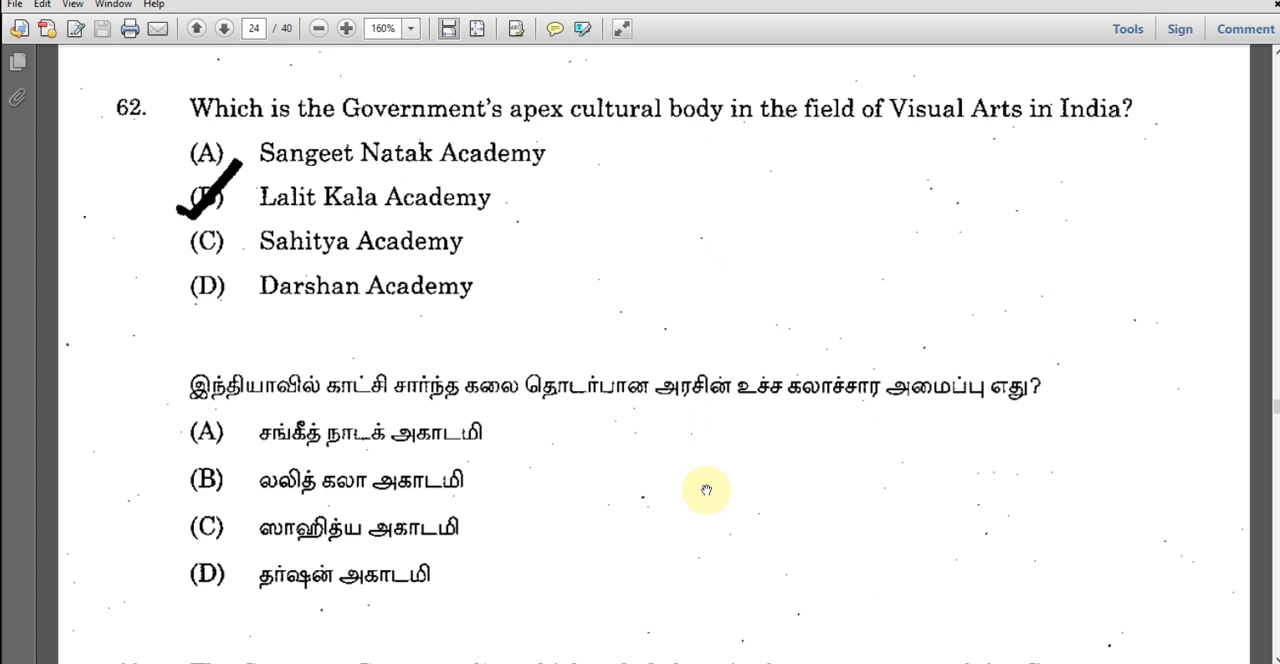 File Edit View Window Help
24 / 40 160% Tools Sign Comment
62. Which is the Government's apex cultural body in the field of Visual Arts in India?
(A) Sangeet Natak Academy
(B) Lalit Kala Academy
(C) Sahitya Academy
(D) Darshan Academy
இந்தியாவில் காட்சி சார்ந்த கலை தொடர்பான அரசின் உச்ச கலாச்சார அமைப்பு எது?
(A) சங்கீத் நாடக் அகாடமி
(B) லலித் கலா அகாடமி
(C) ஸாஹித்ய அகாடமி
(D) தர்ஷன் அகாடமி